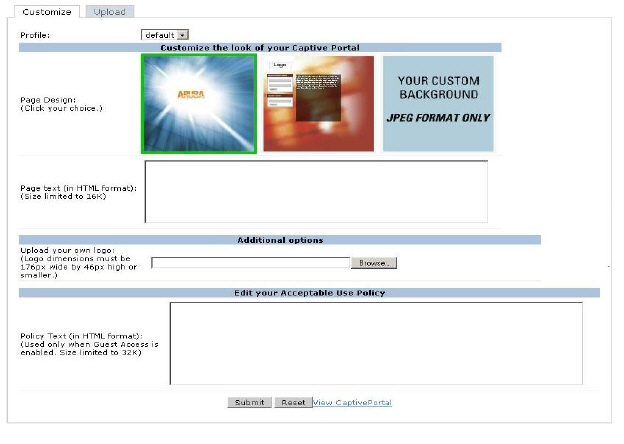 Customize Upload
Profile: default
Customize the look of your Captive Portal
Page Design:
(Click your choice.)
ARUBA
Logo
YOUR CUSTOM
BACKGROUND
JPEG FORMAT ONLY
Page text (in HTML format):
(Size limited to 16K)
Additional options
Upload your own logo:
(Logo dimensions must be
176px wide by 46px high or
smaller.)
Browse...
Edit your Acceptable Use Policy
Policy Text (in HTML format):
(Used only when Guest Access is
enabled. Size limited to 32K)
Submit Reset View CaptivePortal